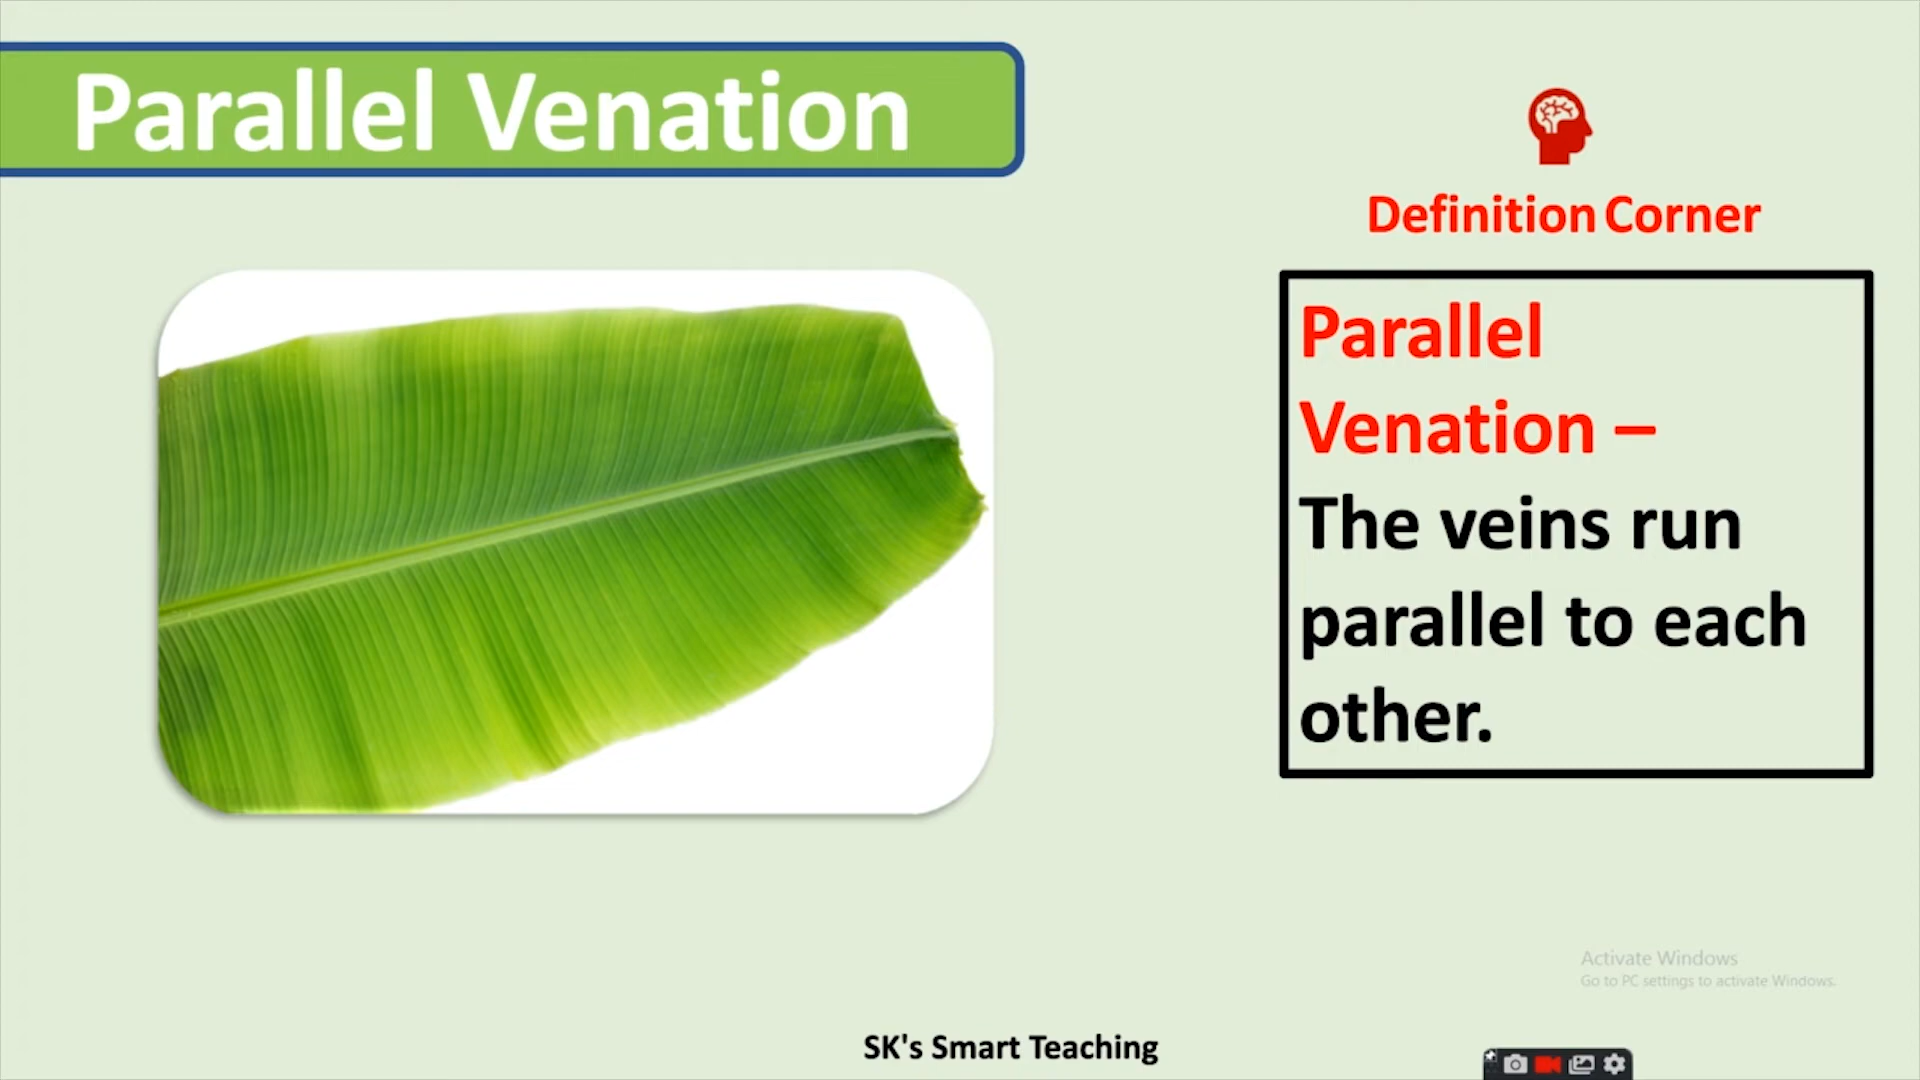 Parallel Venation
Definition Corner
Parallel
Venation –
The veins run
parallel to each
other.
Activate Windows
Go to PC settings to activate Windows.
SK's Smart Teaching